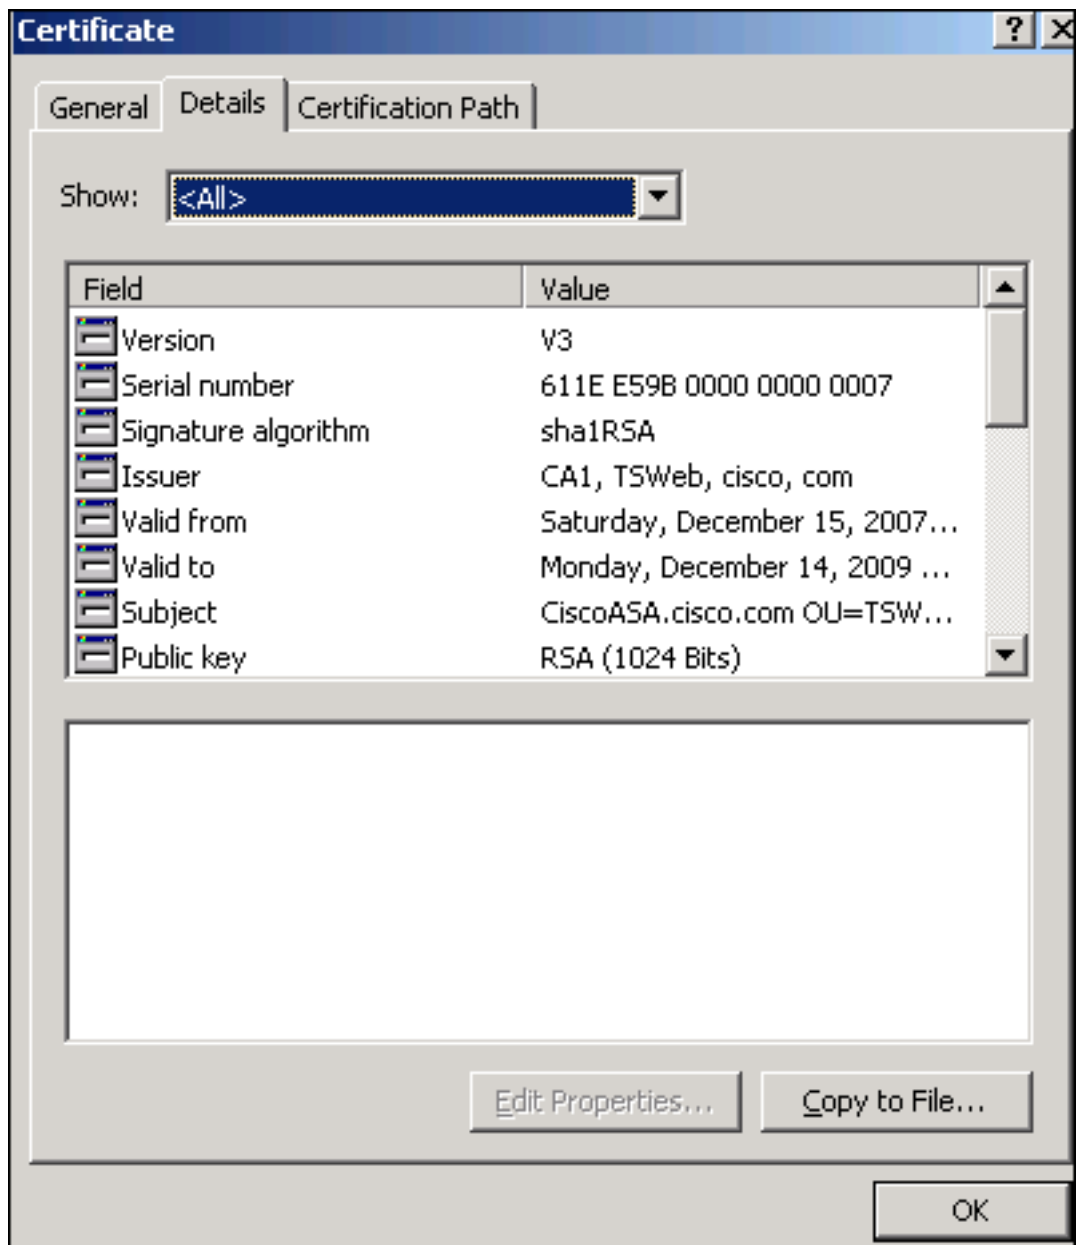 Certificate
General Details Certification Path
Show: <All>
Field Value
Version V3
Serial number 611E E59B 0000 0000 0007
Signature algorithm sha1RSA
Issuer CA1, TSWeb, cisco, com
Valid from Saturday, December 15, 2007...
Valid to Monday, December 14, 2009 ...
Subject CiscoASA.cisco.com OU=TSW...
Public key RSA (1024 Bits)
Edit Properties... Copy to File...
OK